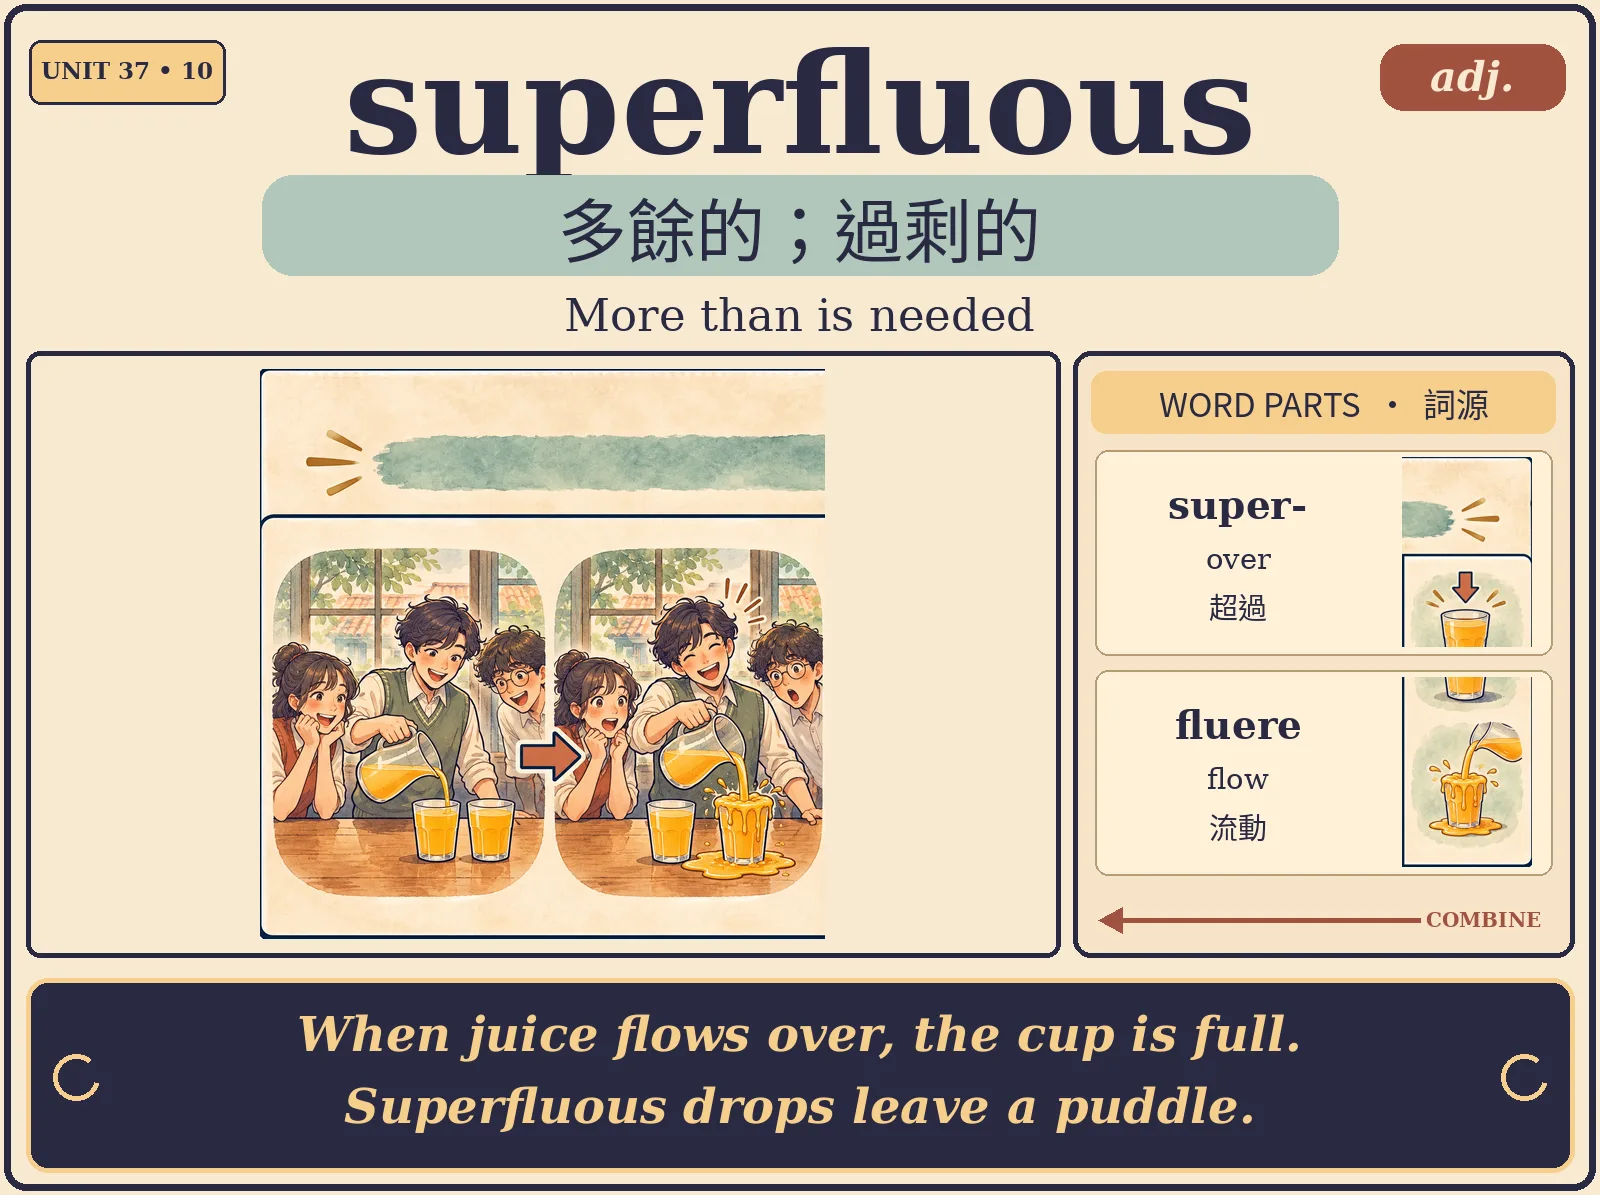 UNIT 37 • 10
superfluous
adj.
多餘的；過剩的
More than is needed
WORD PARTS ・ 詞源
super-
over
超過
fluere
flow
流動
COMBINE
When juice flows over, the cup is full.
Superfluous drops leave a puddle.